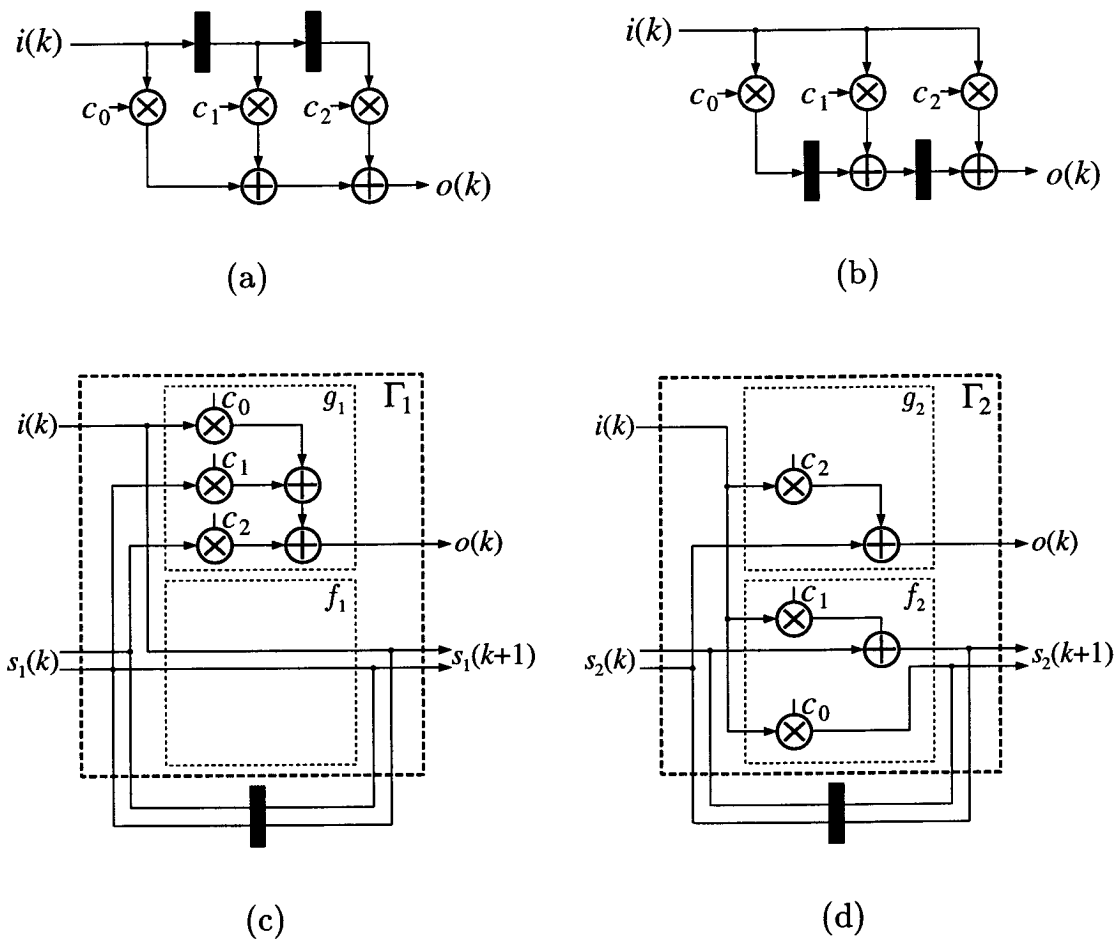 i(k)
c0 c1 c2
o(k)
(a)
i(k)
c0 c1 c2
o(k)
(b)
c0 g1 Γ1
i(k)
c1
c2
o(k)
f1
s1(k) s1(k+1)
(c)
g2 Γ2
i(k)
c2
o(k)
c1 f2
s2(k) s2(k+1)
c0
(d)